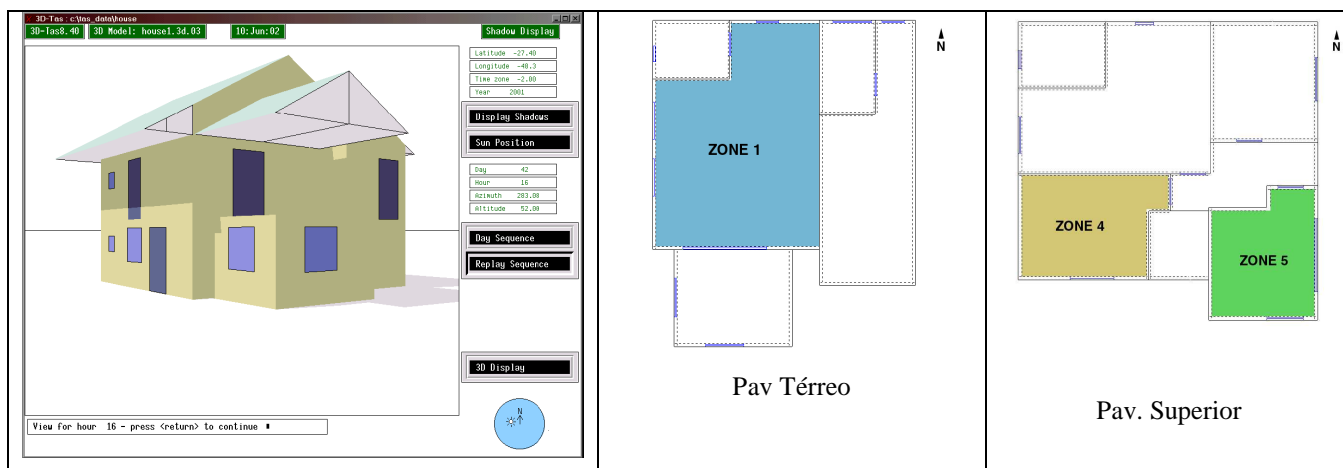 3D-Tas : c:\tas_data\house
3D-Tas8.40 3D Model: house1.3d.03 10:Jun:02 Shadow Display
Latitude -27.40
Longitude -48.3
Time zone -2.00
Year 2001
Display Shadows
Sun Position
Day 42
Hour 16
Azimuth 283.00
Altitude 52.00
Day Sequence
Replay Sequence
3D Display
N
View for hour 16 - press <return> to continue
N
ZONE 1
Pav Térreo
N
ZONE 4
ZONE 5
Pav. Superior